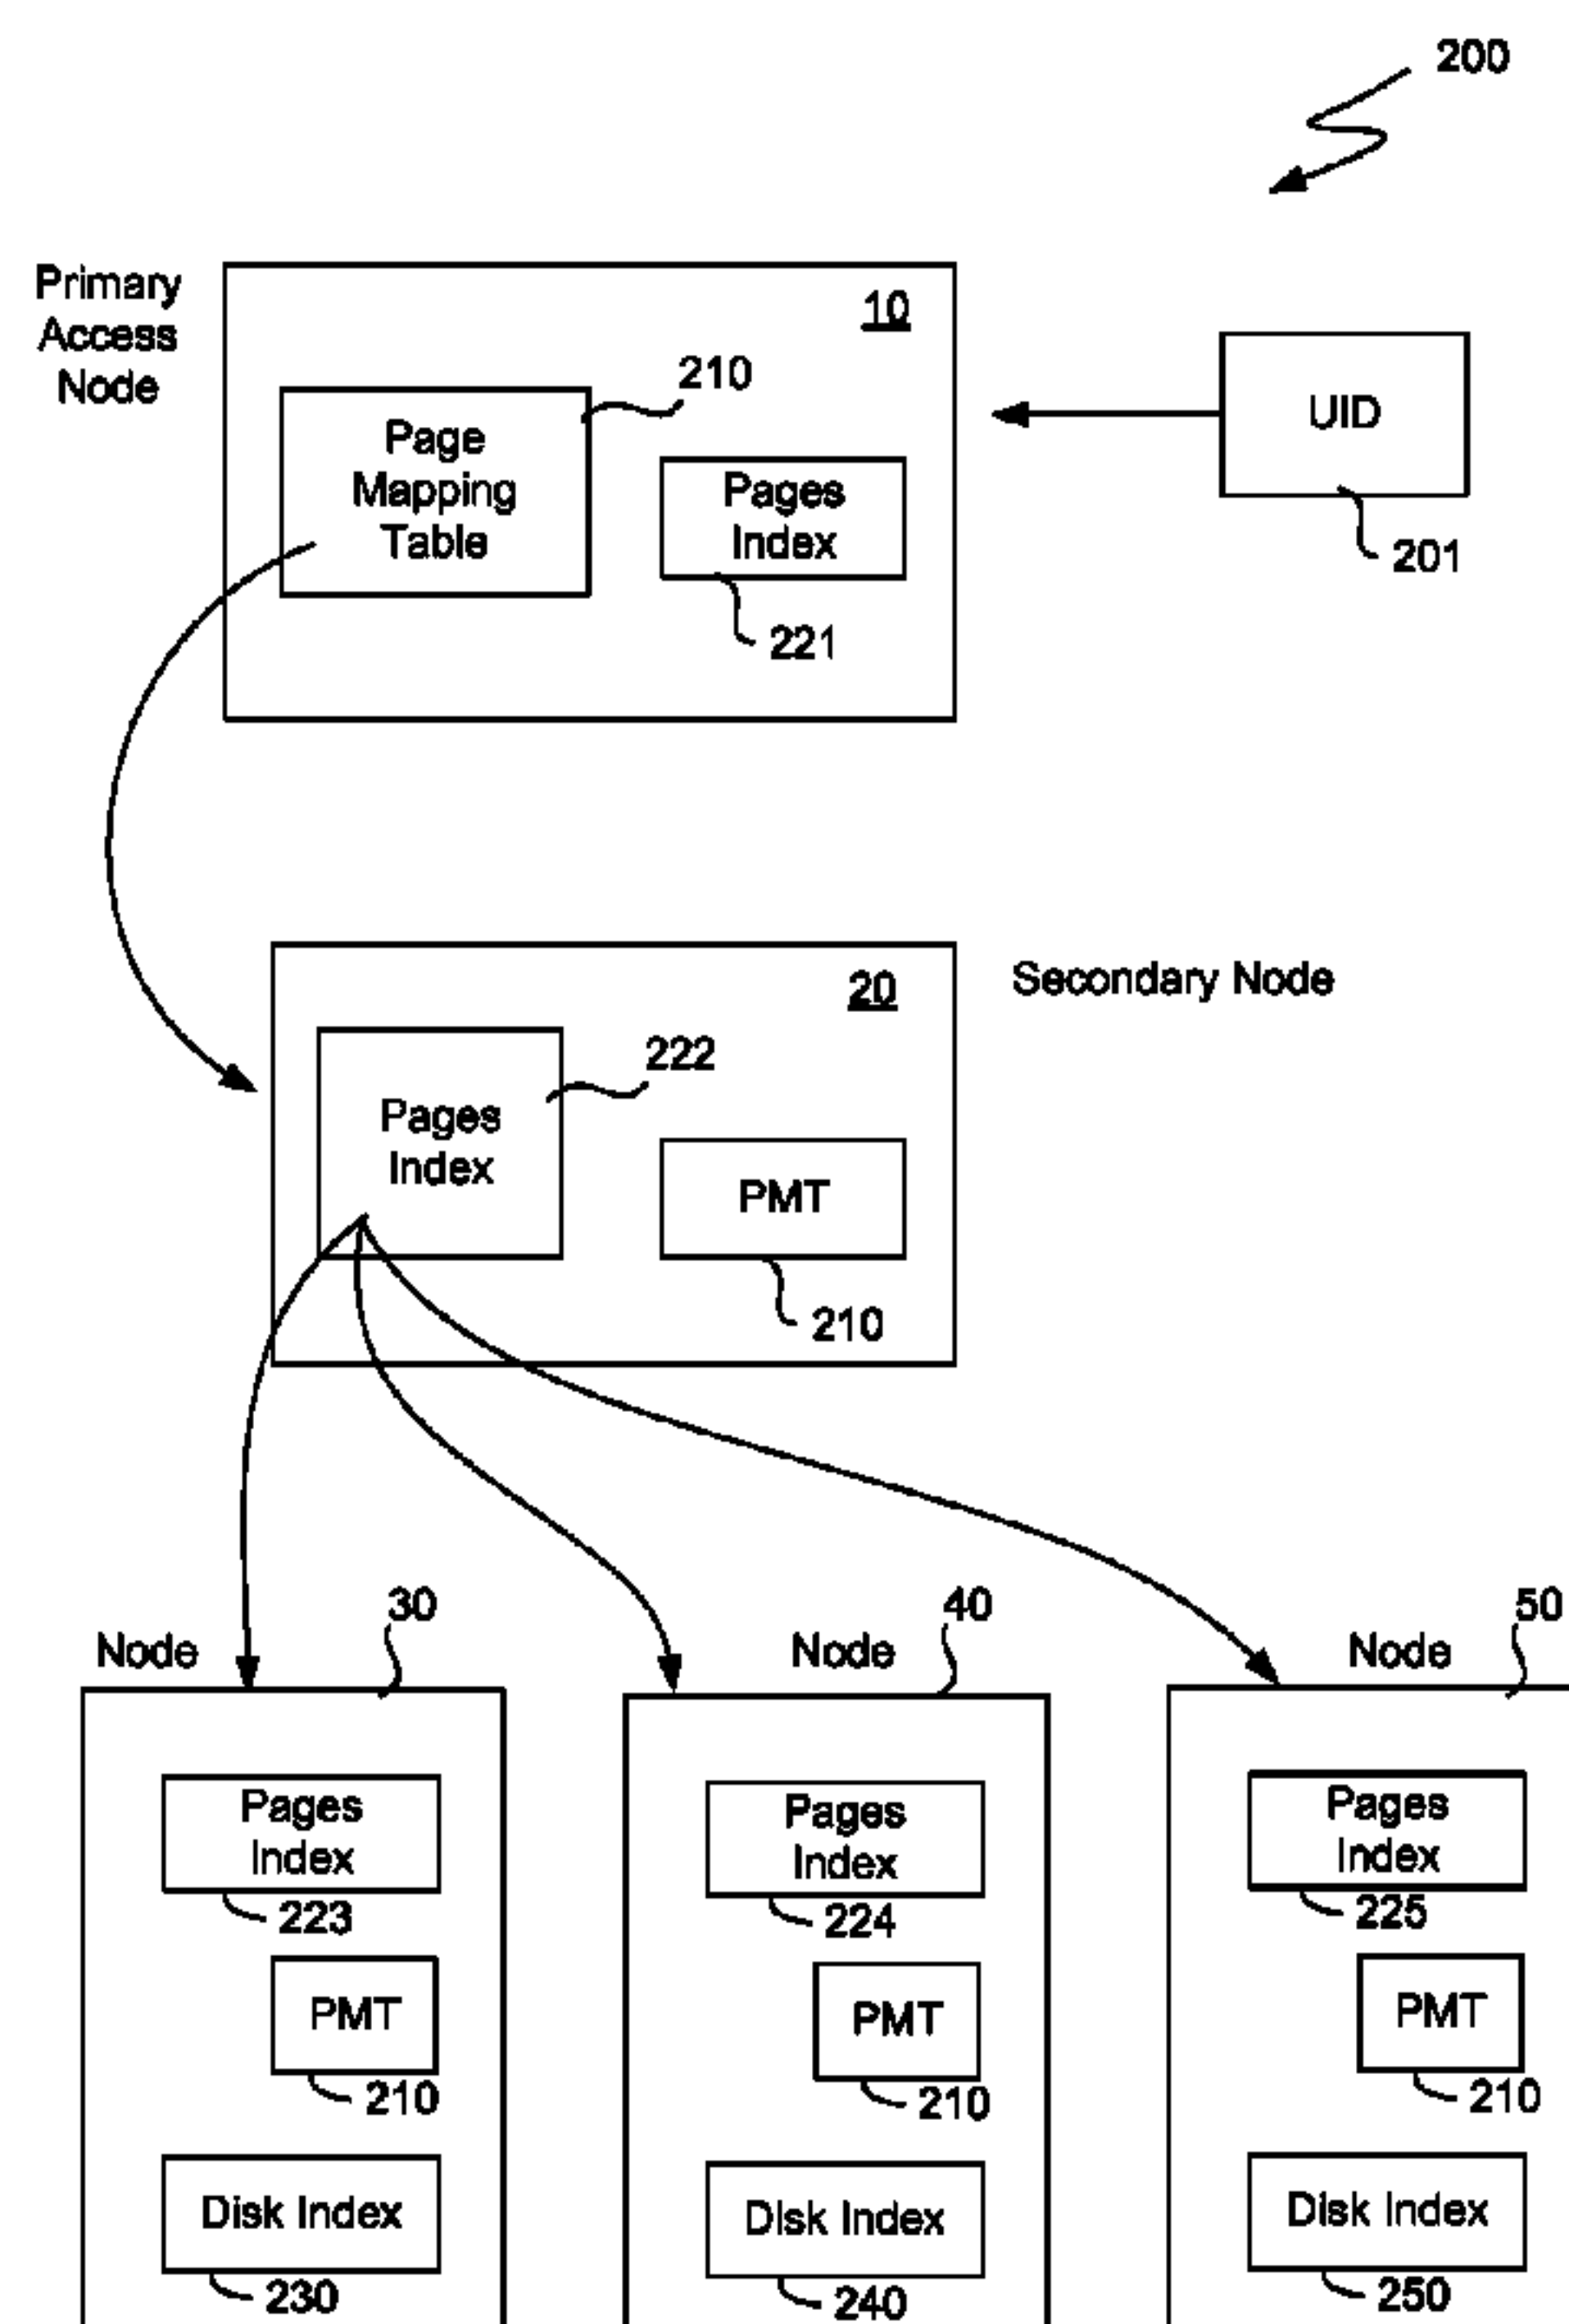 200
Primary
Access
Node
10
210
Page
Mapping
Table
Pages
Index
221
UID
201
20
Secondary Node
222
Pages
Index
PMT
210
30
Node
40
Node
50
Node
Pages
Index
223
PMT
210
Disk Index
230
Pages
Index
224
PMT
210
Disk Index
240
Pages
Index
225
PMT
210
Disk Index
250